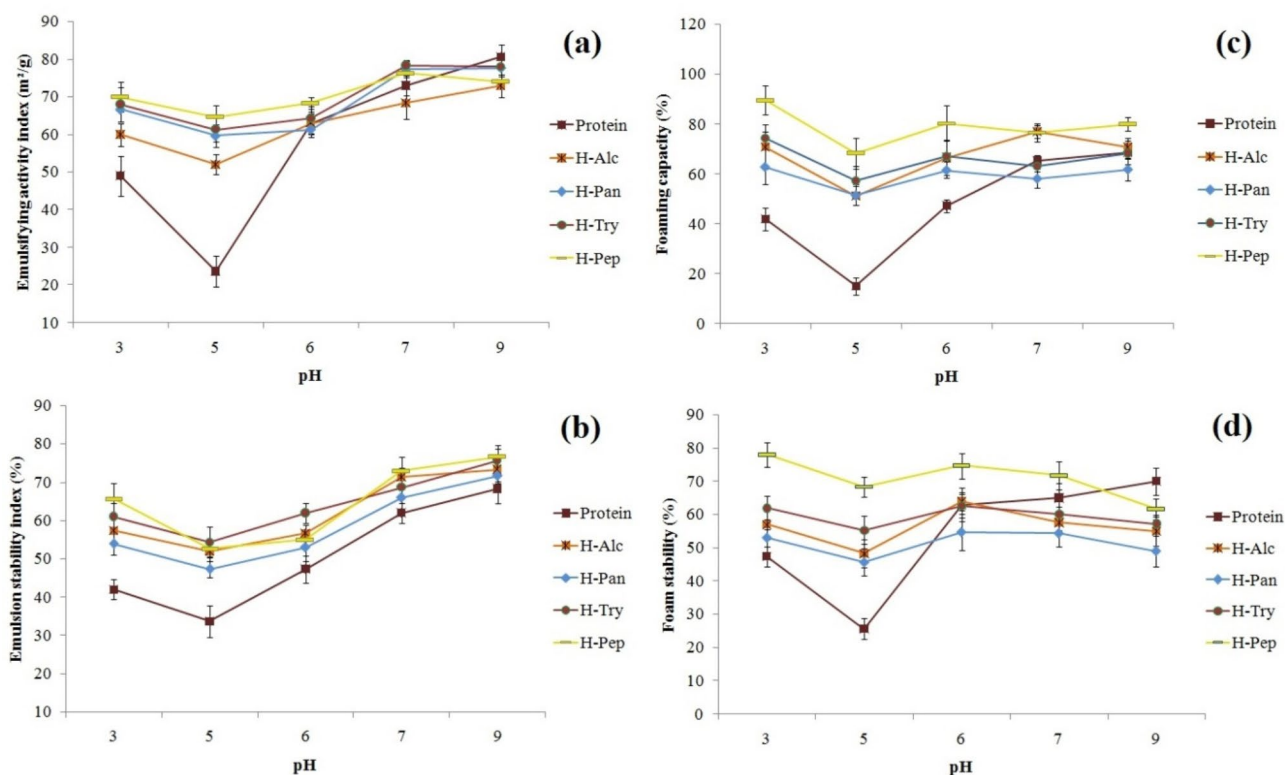 (a)
Emulsifying activity index (m²/g)
90
80
70
60
50
40
30
20
10
3 5 6 7 9
pH
Protein
H-Alc
H-Pan
H-Try
H-Pep
(c)
Foaming capacity (%)
120
100
80
60
40
20
0
3 5 6 7 9
pH
Protein
H-Alc
H-Pan
H-Try
H-Pep
(b)
Emulsion stability index (%)
90
80
70
60
50
40
30
20
10
3 5 6 7 9
pH
Protein
H-Alc
H-Pan
H-Try
H-Pep
(d)
Foam stability (%)
90
80
70
60
50
40
30
20
10
0
3 5 6 7 9
pH
Protein
H-Alc
H-Pan
H-Try
H-Pep